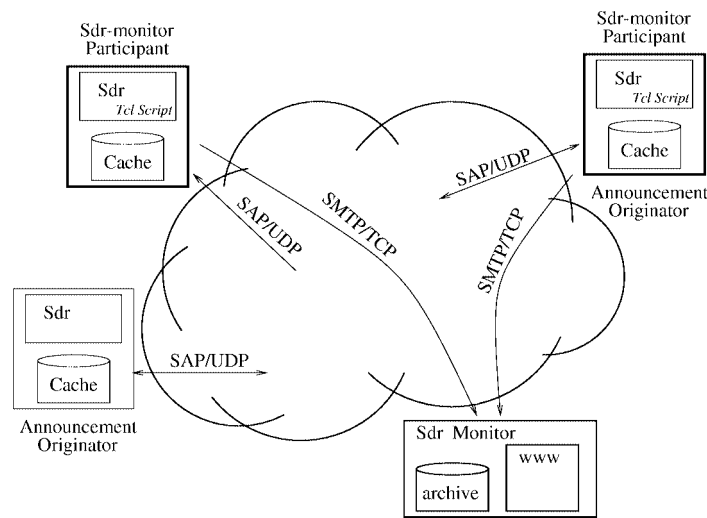 Sdr-monitor
Participant
Sdr
Tcl Script
Cache
Sdr-monitor
Participant
Sdr
Tcl Script
Cache
Announcement
Originator
SAP/UDP
SMTP/TCP
SAP/UDP
SMTP/TCP
Sdr
Cache
SAP/UDP
Announcement
Originator
Sdr Monitor
archive
www